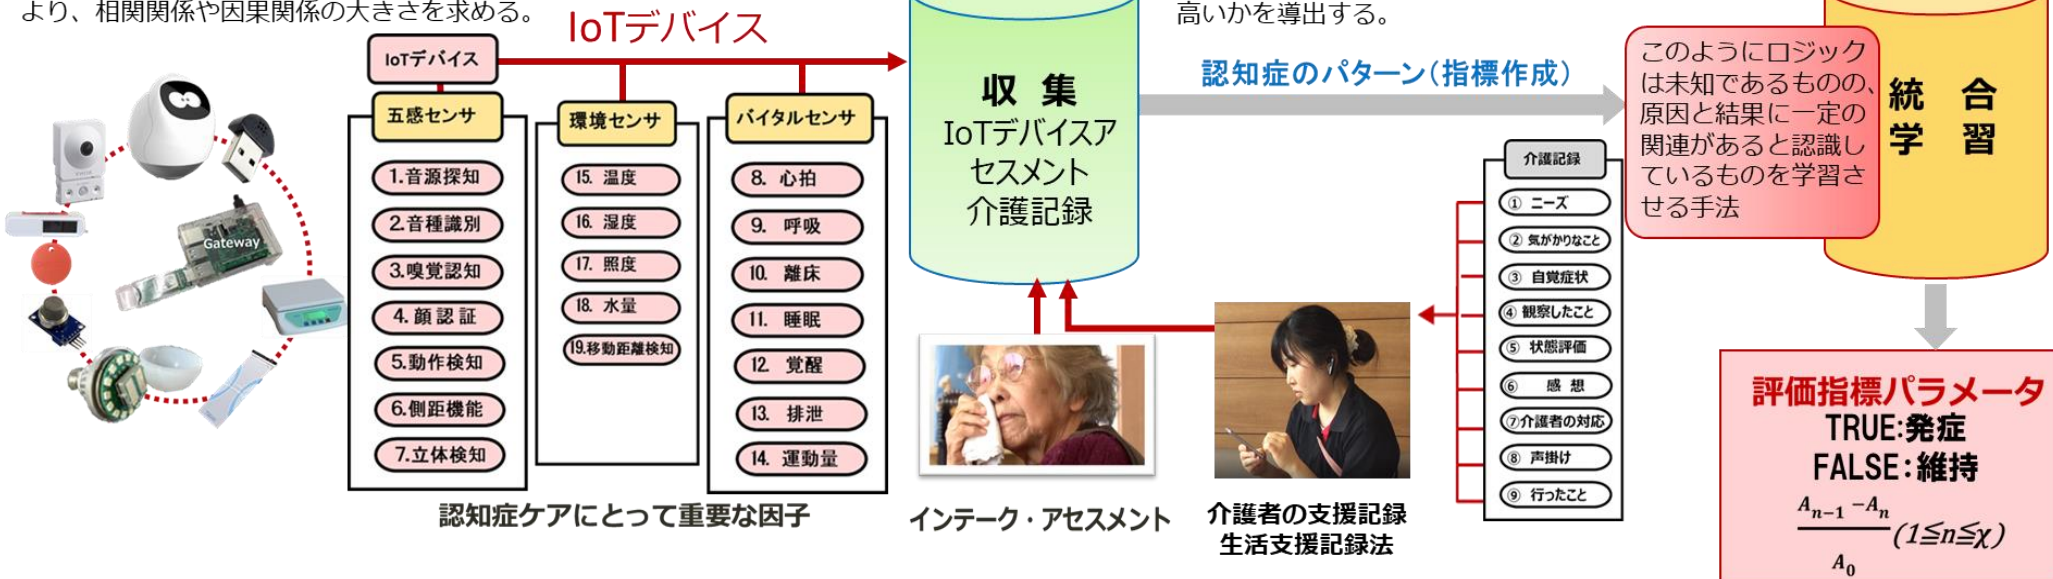 より、相関関係や因果関係の大きさを求める。
高いかを導出する。
IoTデバイス
IoTデバイス
五感センサ
1.音源探知
2.音種識別
3.嗅覚認知
4.顔認証
5.動作検知
6.側距機能
7.立体検知
環境センサ
15. 温度
16. 湿度
17. 照度
18. 水量
19.移動距離検知
バイタルセンサ
8. 心拍
9. 呼吸
10. 離床
11. 睡眠
12. 覚醒
13. 排泄
14. 運動量
Gateway
認知症ケアにとって重要な因子
収 集
IoTデバイスア
セスメント
介護記録
インテーク・アセスメント
介護者の支援記録
生活支援記録法
認知症のパターン(指標作成)
介護記録
① ニーズ
② 気がかりなこと
③ 自覚症状
④ 観察したこと
⑤ 状態評価
⑥ 感 想
⑦介護者の対応
⑧ 声掛け
⑨ 行ったこと
このようにロジック
は未知であるものの、
原因と結果に一定の
関連があると認識し
ているものを学習さ
せる手法
統 合
学 習
評価指標パラメータ
TRUE:発症
FALSE:維持
A_{n-1} - A_n
(1≦n≦χ)
A_0